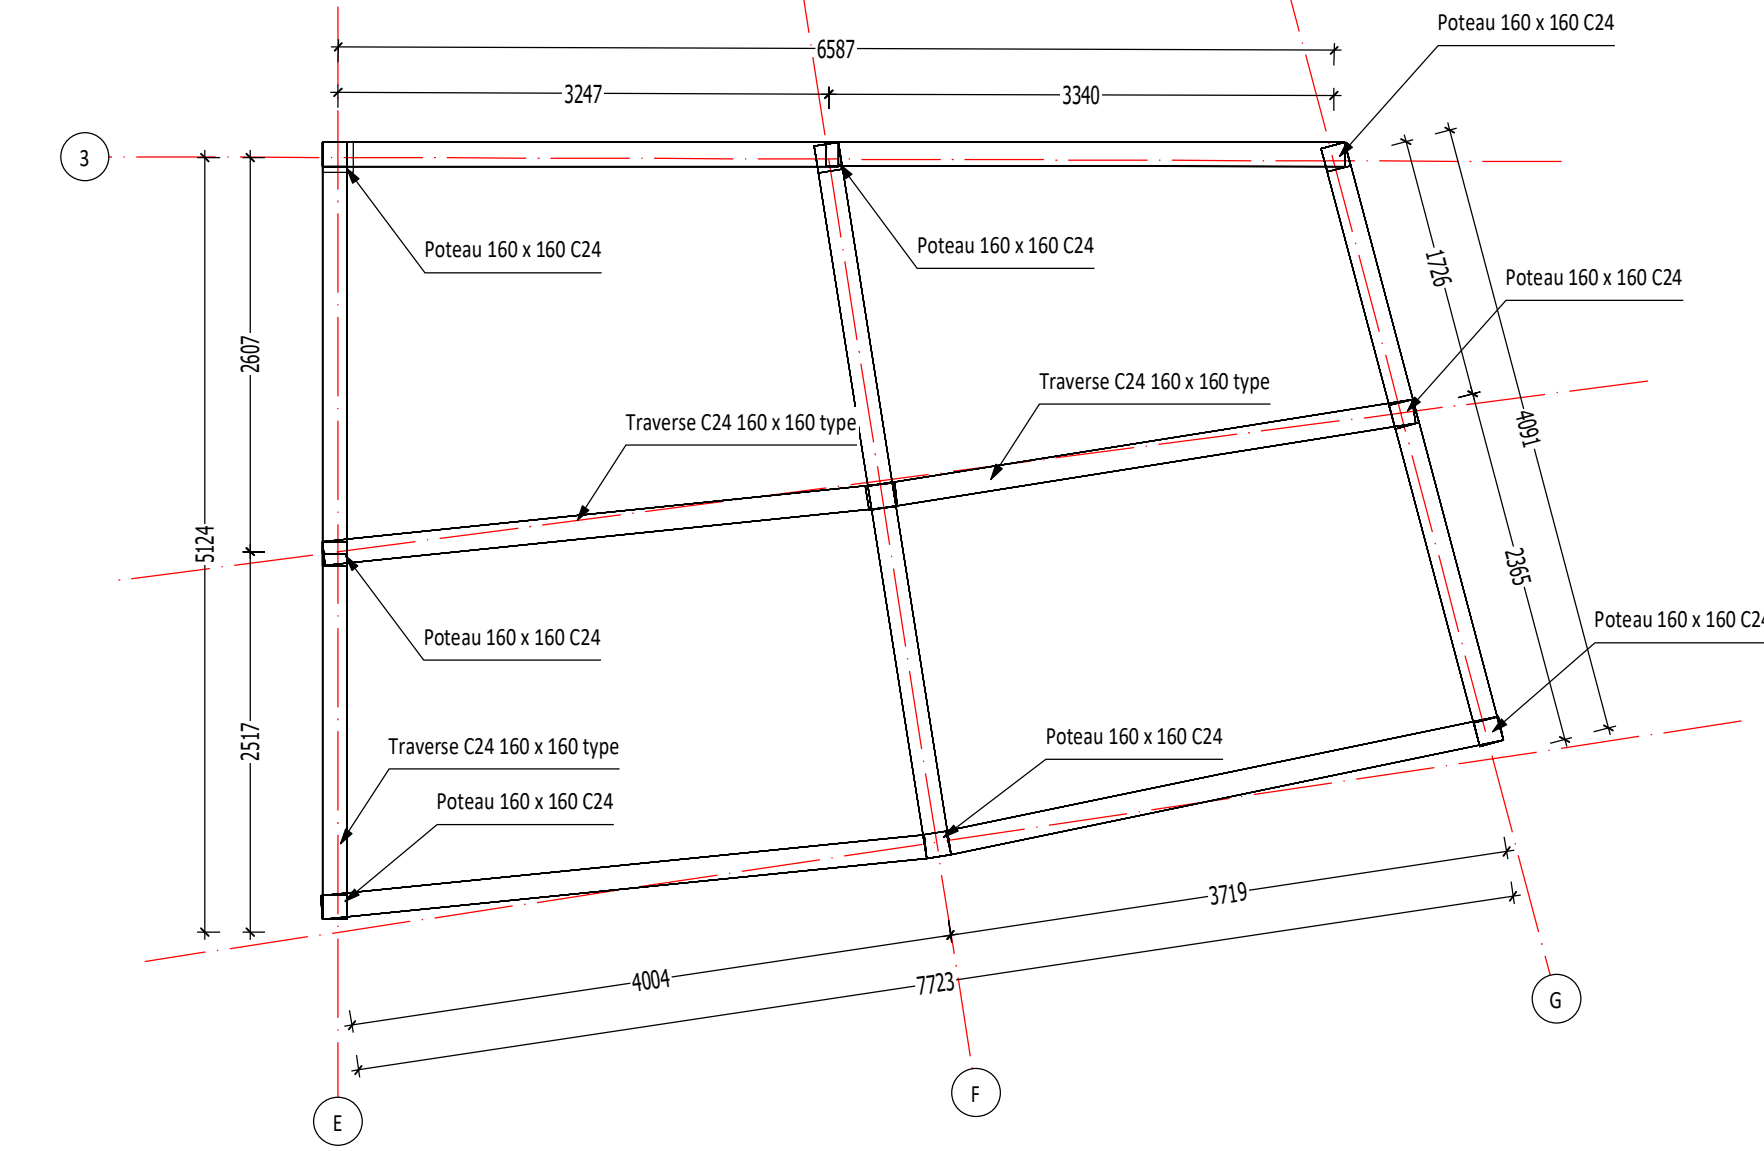 Poteau 160 x 160 C24
6587
3247
3340
3
Poteau 160 x 160 C24
Poteau 160 x 160 C24
1726
Poteau 160 x 160 C24
2607
Traverse C24 160 x 160 type
Traverse C24 160 x 160 type
4091
5124
2365
Poteau 160 x 160 C24
Poteau 160 x 160 C24
2517
Traverse C24 160 x 160 type
Poteau 160 x 160 C24
Poteau 160 x 160 C24
3719
4004
7723
G
F
E